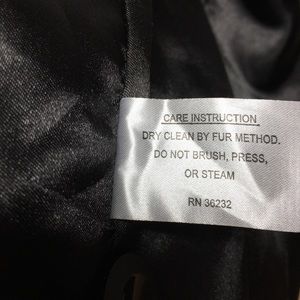 CARE INSTRUCTION
DRY CLEAN BY FUR METHOD.
DO NOT BRUSH, PRESS,
OR STEAM
RN 36232